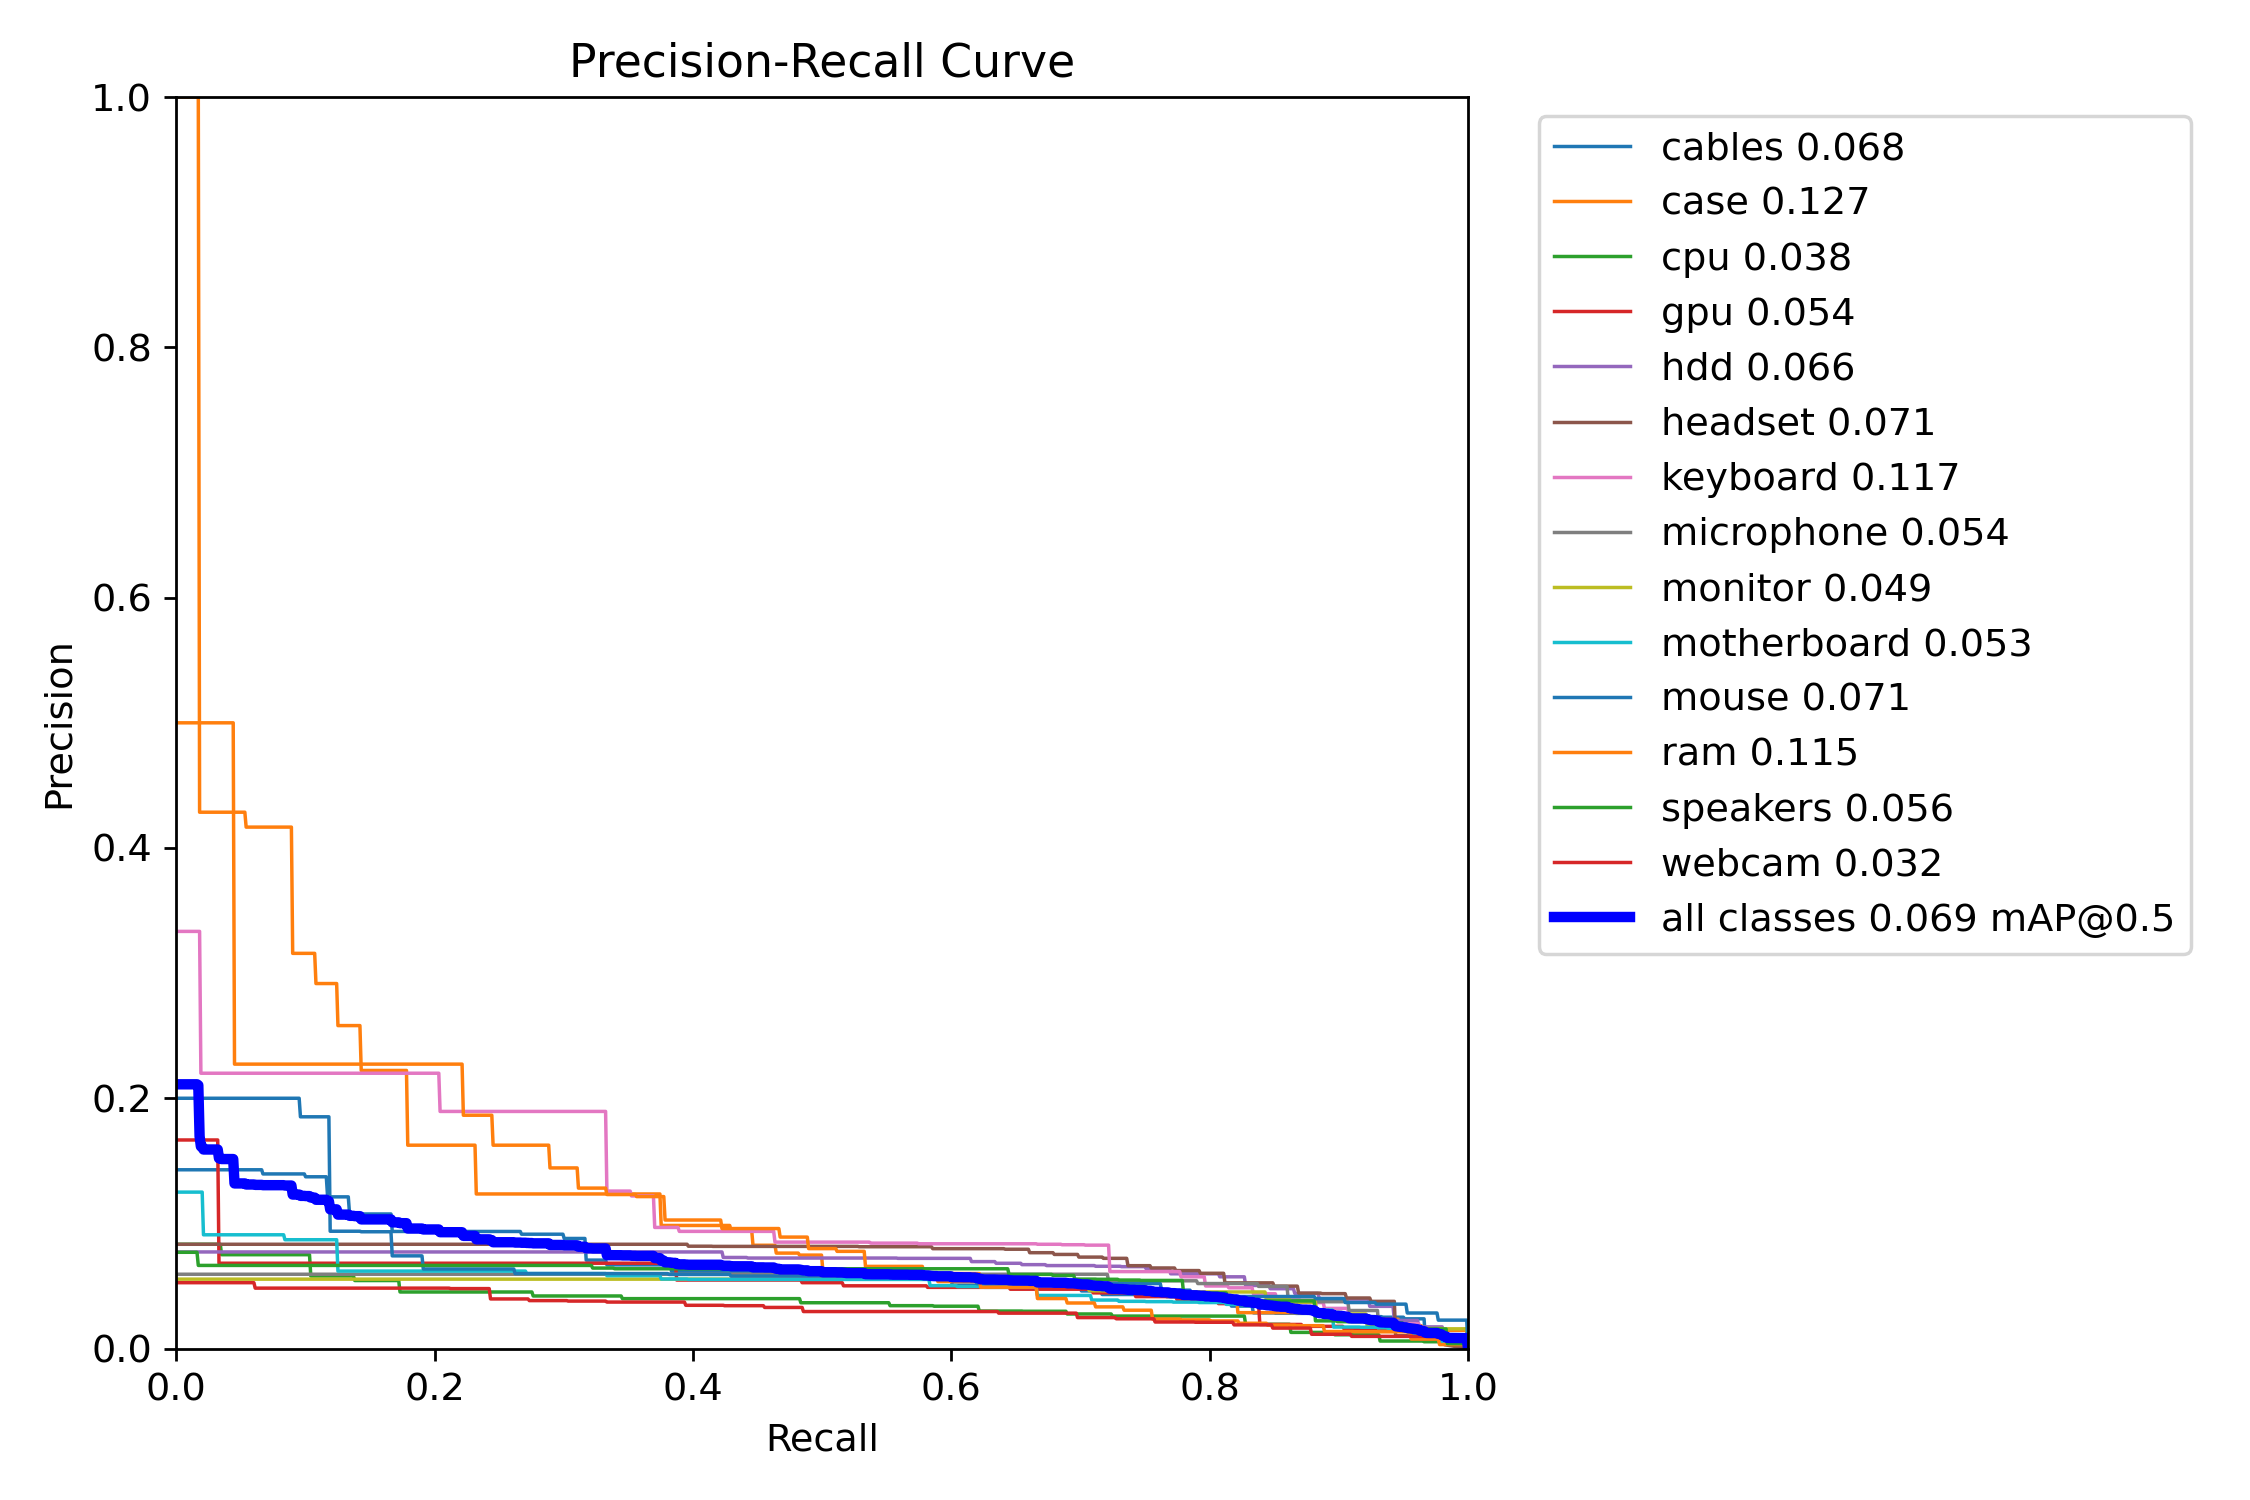 Precision-Recall Curve
1.0
0.8
0.6
0.4
0.2
0.0
Precision
0.0 0.2 0.4 0.6 0.8 1.0
Recall
cables 0.068
case 0.127
cpu 0.038
gpu 0.054
hdd 0.066
headset 0.071
keyboard 0.117
microphone 0.054
monitor 0.049
motherboard 0.053
mouse 0.071
ram 0.115
speakers 0.056
webcam 0.032
all classes 0.069 mAP@0.5